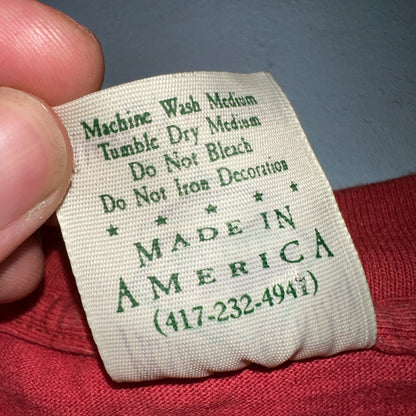 Machine Wash Medium
Tumble Dry Medium
Do Not Bleach
Do Not Iron Decoration
★ ★ ★ ★ ★
MADE IN
AMERICA
(417-232-4947)